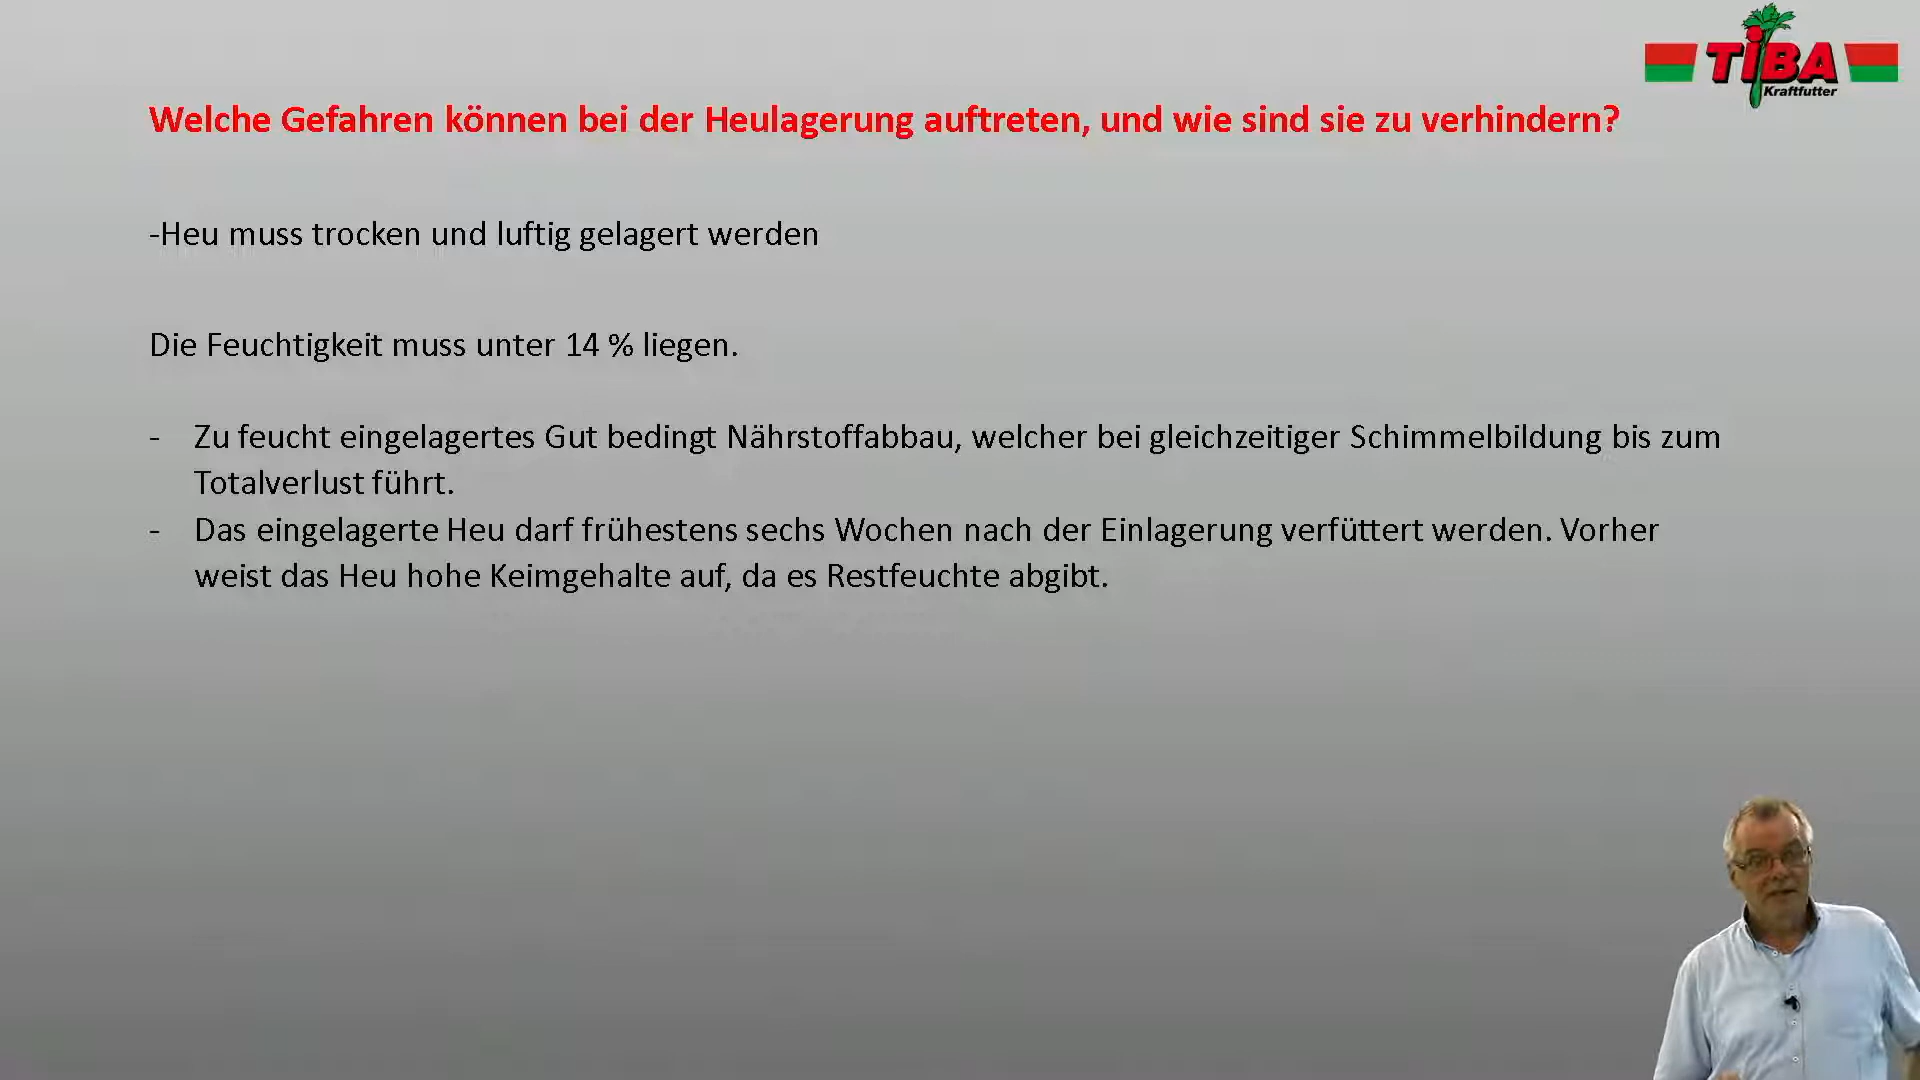 TiBA
Kraftfutter
Welche Gefahren können bei der Heulagerung auftreten, und wie sind sie zu verhindern?
-Heu muss trocken und luftig gelagert werden
Die Feuchtigkeit muss unter 14 % liegen.
- Zu feucht eingelagertes Gut bedingt Nährstoffabbau, welcher bei gleichzeitiger Schimmelbildung bis zum
Totalverlust führt.
- Das eingelagerte Heu darf frühestens sechs Wochen nach der Einlagerung verfüttert werden. Vorher
weist das Heu hohe Keimgehalte auf, da es Restfeuchte abgibt.